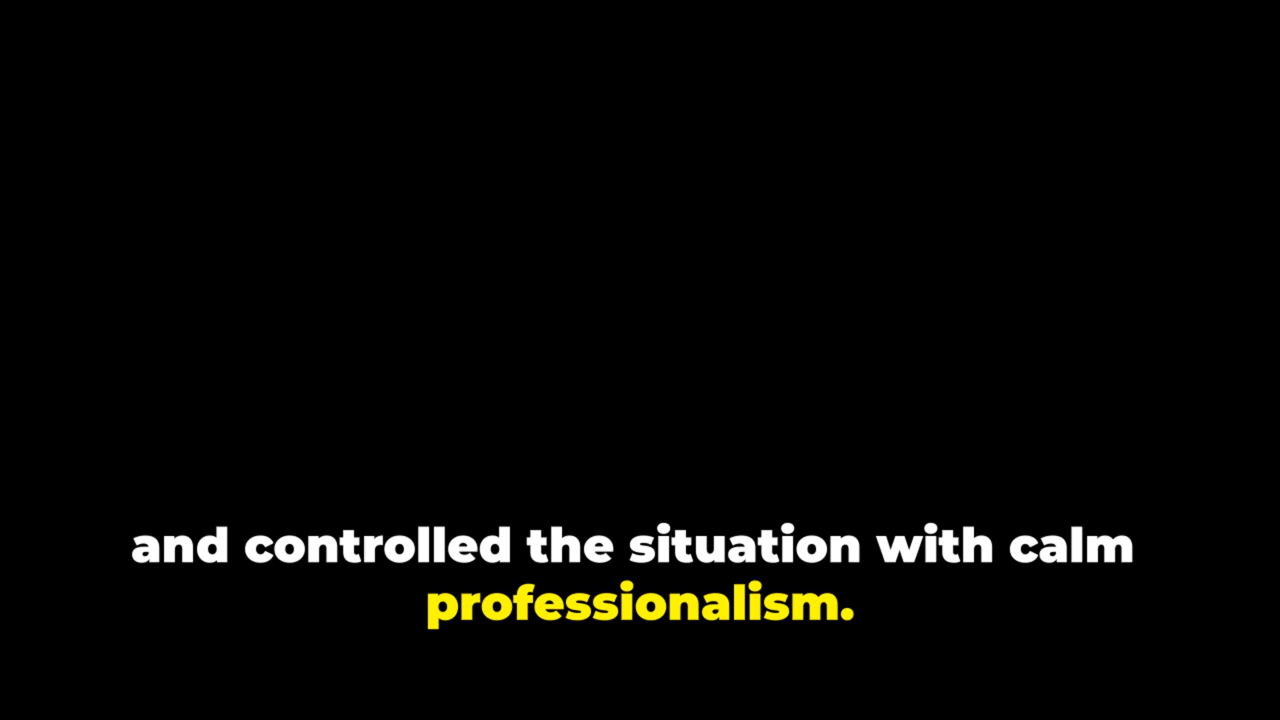 and controlled the situation with calm
professionalism.